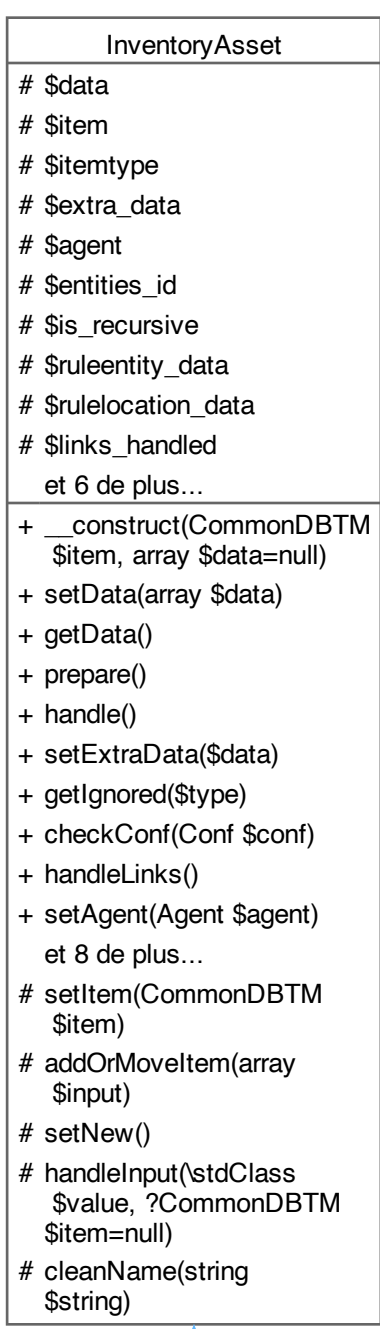 InventoryAsset
# $data
# $item
# $itemtype
# $extra_data
# $agent
# $entities_id
# $is_recursive
# $ruleentity_data
# $rulelocation_data
# $links_handled
et 6 de plus...
+ __construct(CommonDBTM
$item, array $data=null)
+ setData(array $data)
+ getData()
+ prepare()
+ handle()
+ setExtraData($data)
+ getIgnored($type)
+ checkConf(Conf $conf)
+ handleLinks()
+ setAgent(Agent $agent)
et 8 de plus...
# setItem(CommonDBTM
$item)
# addOrMoveItem(array
$input)
# setNew()
# handleInput(\stdClass
$value, ?CommonDBTM
$item=null)
# cleanName(string
$string)